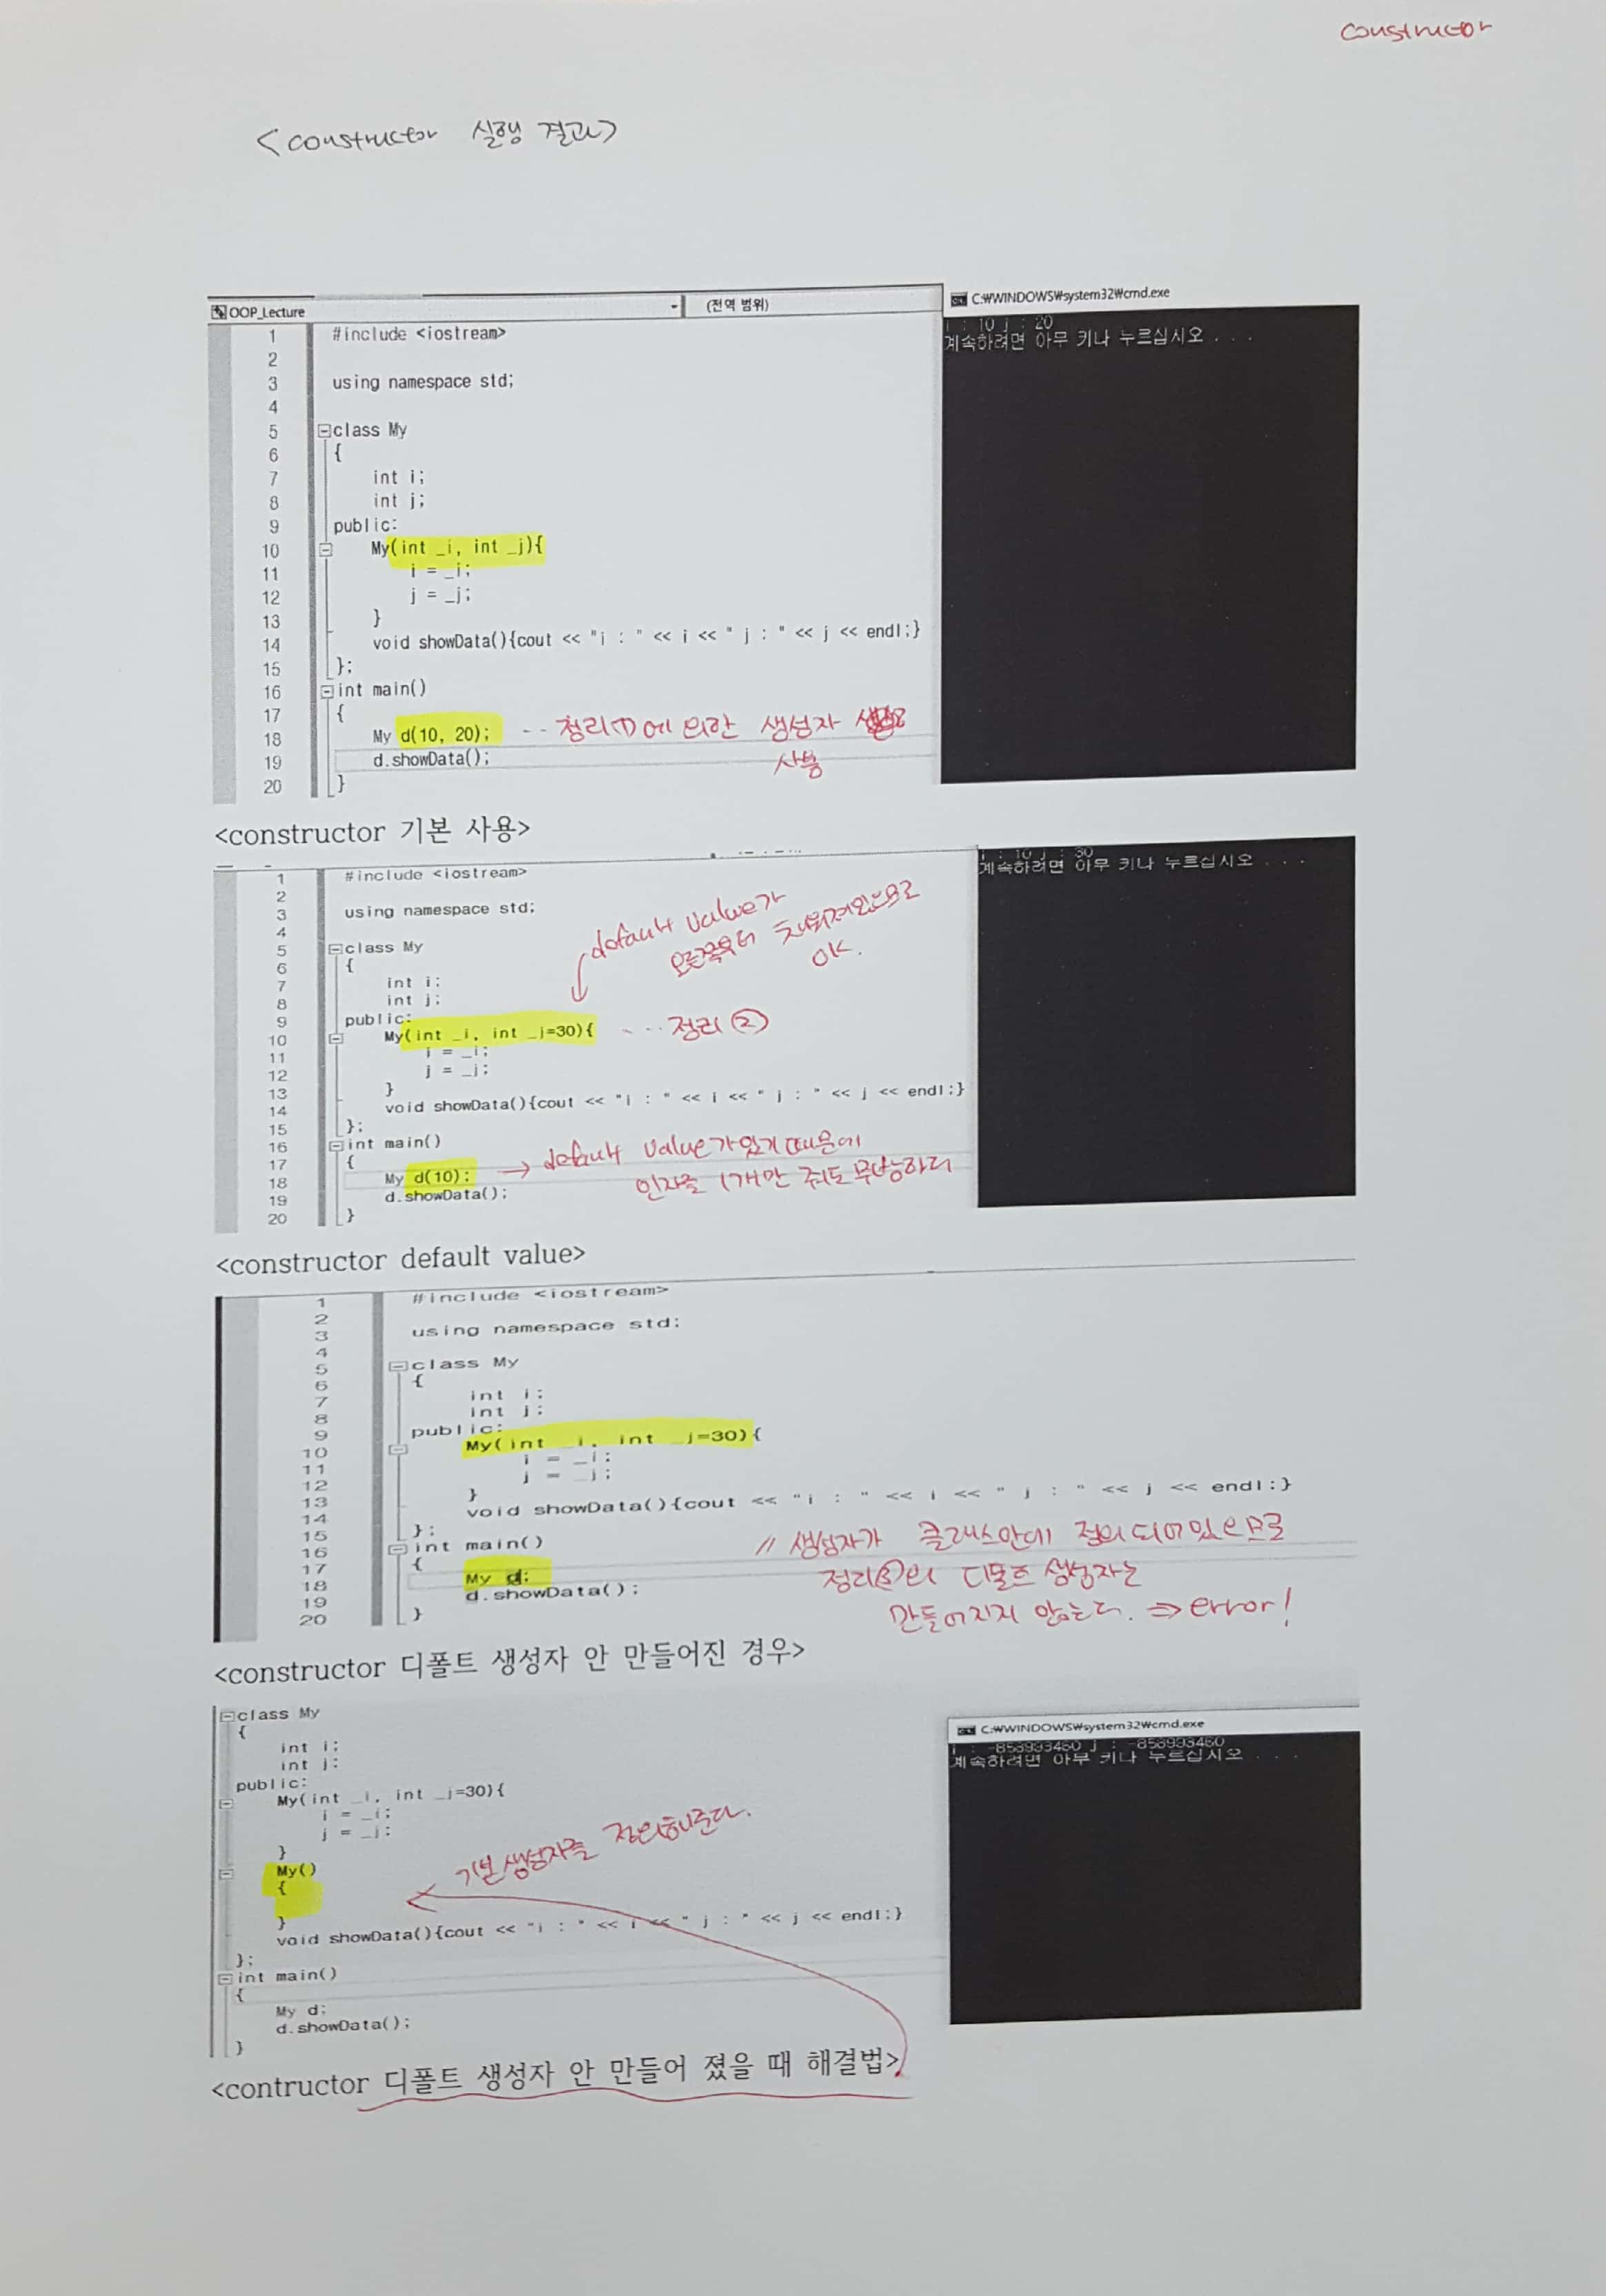 constructor
<constructor 실행 결과>
OOP_Lecture
(전역 범위)
C:₩WINDOWS₩system32₩cmd.exe
i : 10 j : 20
계속하려면 아무 키나 누르십시오 . . .
1 #include <iostream>
2
3 using namespace std;
4
5 class My
6 {
7 int i;
8 int j;
9 public:
10 My(int _i, int _j){
11 i = _i;
12 j = _j;
13 }
14 void showData(){cout << "i : " << i << " j : " << j << endl;}
15 };
16 int main()
17 {
18 My d(10, 20); -- 정리①에 의한 생성자
사용
19 d.showData();
20 }
<constructor 기본 사용>
i : 10 j : 30
계속하려면 아무 키나 누르십시오 . . .
1 #include <iostream>
2
3 using namespace std;
4
5 class My
6 {
7 int i;
8 int j;
9 public:
default value가
오른쪽부터 채워져있으므로
OK.
10 My(int _i, int _j=30){ --- 정리②
11 i = _i;
12 j = _j;
13 }
14 void showData(){cout << "i : " << i << " j : " << j << endl;}
15 };
16 int main()
17 {
18 My d(10); → default value가 있기 때문에
인자를 1개만 줘도 무방하다
19 d.showData();
20 }
<constructor default value>
1 #include <iostream>
2
3 using namespace std;
4
5 class My
6 {
7 int i;
8 int j;
9 public:
10 My(int _i, int _j=30){
11 i = _i;
12 j = _j;
13 }
14 void showData(){cout << "i : " << i << " j : " << j << endl;}
15 };
16 int main()
17 {
18 My d;
19 d.showData();
20 }
// 생성자가 클래스안에 정의 되어 있으므로
정리③의 디폴트 생성자는
만들어지지 않는다. ⇒ error!
<constructor 디폴트 생성자 안 만들어진 경우>
C:₩WINDOWS₩system32₩cmd.exe
i : -858993460 j : -858993460
계속하려면 아무 키나 누르십시오 . . .
class My
{
int i;
int j;
public:
My(int _i, int _j=30){
i = _i;
j = _j;
}
My()
{
}
기본생성자를 정의해준다.
void showData(){cout << "i : " << i << " j : " << j << endl;}
};
int main()
{
My d;
d.showData();
}
<contructor 디폴트 생성자 안 만들어 졌을 때 해결법>